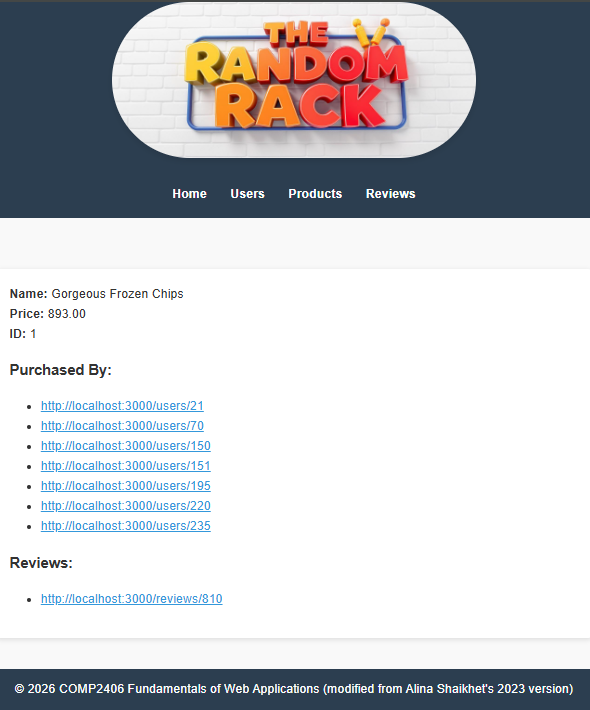 THE
RANDOM
RACK
Home Users Products Reviews
Name: Gorgeous Frozen Chips
Price: 893.00
ID: 1
Purchased By:
http://localhost:3000/users/21
http://localhost:3000/users/70
http://localhost:3000/users/150
http://localhost:3000/users/151
http://localhost:3000/users/195
http://localhost:3000/users/220
http://localhost:3000/users/235
Reviews:
http://localhost:3000/reviews/810
© 2026 COMP2406 Fundamentals of Web Applications (modified from Alina Shaikhet's 2023 version)